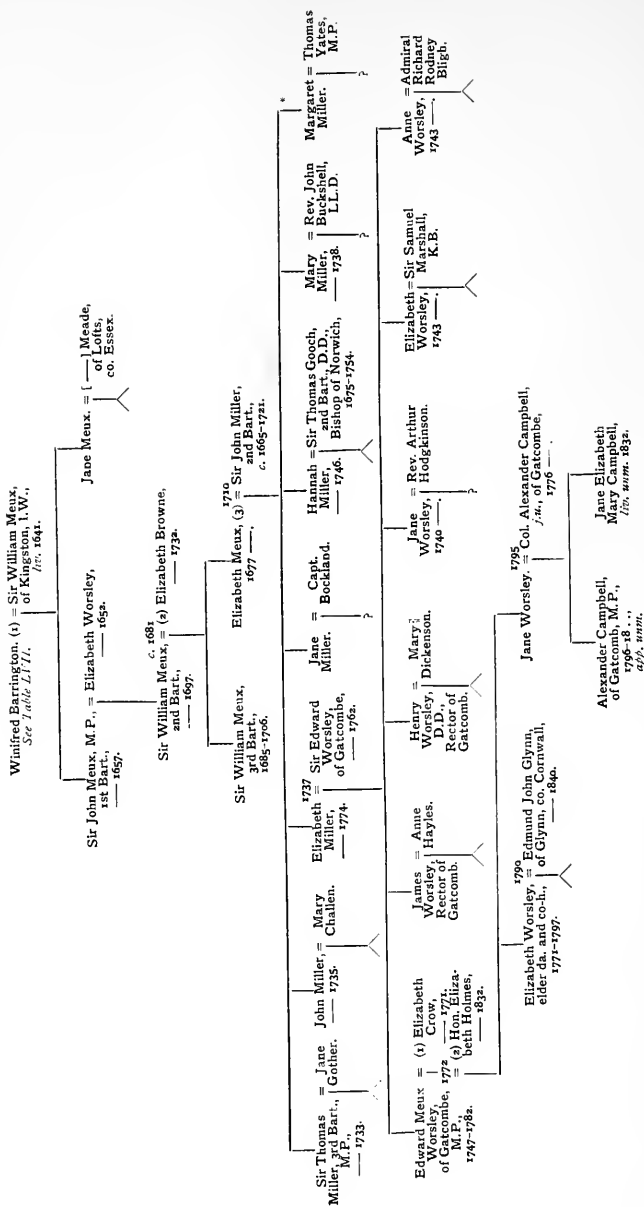 Winifred Barrington. (1) = Sir William Meux,
of Kingston, I.W.,
liv. 1641.
See Table LVII.
Sir John Meux, M.P., = Elizabeth Worsley,
1st Bart., — 1652.
— 1657.
Jane Meux. = [ — ] Meade,
of Lofts,
co. Essex.
c. 1681
Sir William Meux, = (2) Elizabeth Browne,
2nd Bart., — 1732.
— 1697.
Sir William Meux,
3rd Bart.,
1685-1706.
1710
Elizabeth Meux, (3) = Sir John Miller,
1677 —. 2nd Bart.,
c. 1665-1721.
Sir Thomas = Jane
Miller, 3rd Bart., Gother.
M.P.,
— 1733.
John Miller, = Mary
— 1735. Challen.
1737
Elizabeth = Sir Edward
Miller, Worsley,
— 1774. of Gatcombe,
— 1762.
Jane = Capt.
Miller. Bockland.
?
Hannah = Sir Thomas Gooch,
Miller, 2nd Bart., D.D.,
— 1746. Bishop of Norwich,
1675-1754.
Mary = Rev. John
Miller, Buckshell,
— 1738. LL.D.
?
*
Margaret = Thomas
Miller. Yates,
M.P.
?
Edward Meux = (1) Elizabeth
Worsley, Crow,
of Gatcombe, — 1771.
M.P., 1772
1747-1782. = (2) Hon. Eliza-
beth Holmes,
— 1832.
James = Anne
Worsley, Hayles.
Rector of
Gatcomb.
Henry = Mary
Worsley, Dickenson.
D.D.,
Rector of
Gatcomb.
Jane = Rev. Arthur
Worsley, Hodgkinson.
1740 —.
?
Elizabeth = Sir Samuel
Worsley, Marshall,
1743 —. K.B.
Anne = Admiral
Worsley, Richard
1743 —. Rodney
Bligh.
1790
Elizabeth Worsley, = Edmund John Glynn,
elder da. and co-h., of Glynn, co. Cornwall,
1771-1797. — 1840.
1795
Jane Worsley. = Col. Alexander Campbell,
j.u., of Gatcombe,
1776 —.
Alexander Campbell,
of Gatcomb, M.P.,
1796-18..,
app. unm.
Jane Elizabeth
Mary Campbell,
liv. unm. 1832.